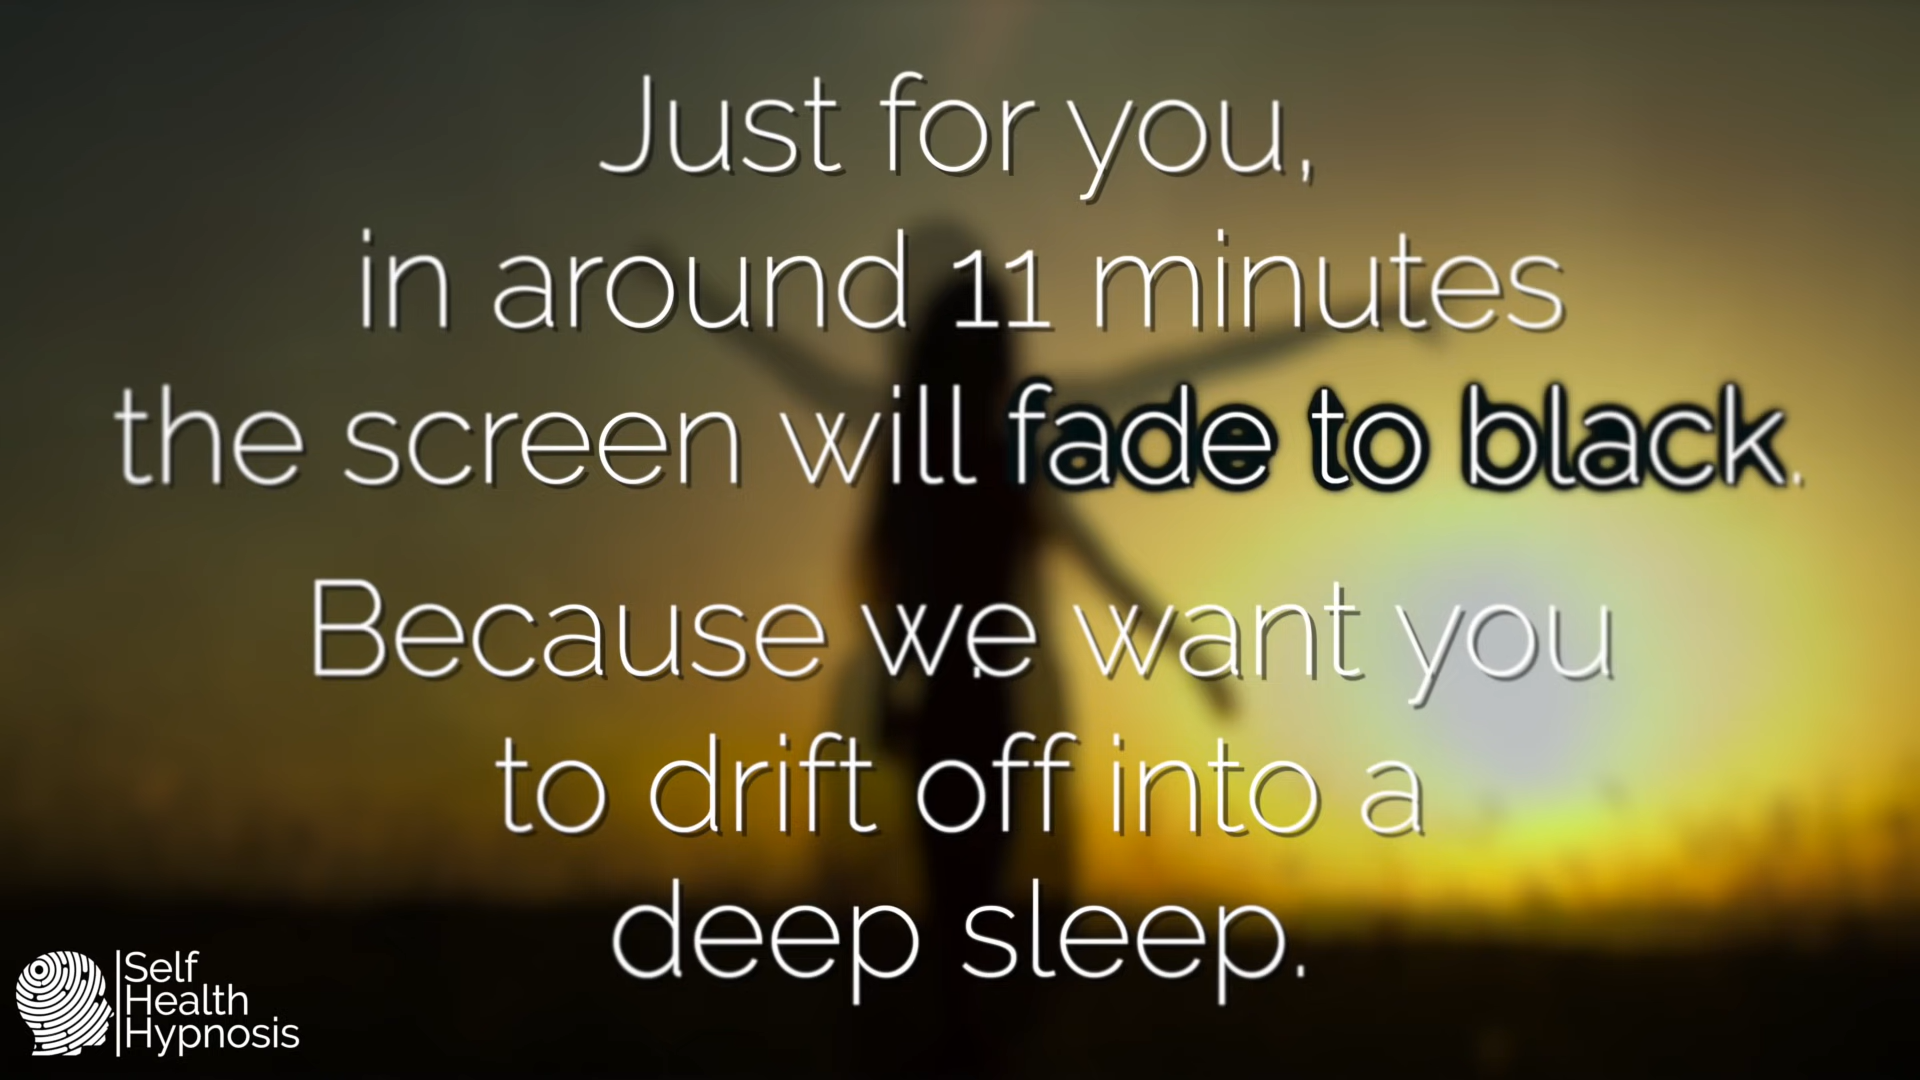 Just for you,
in around 11 minutes
the screen will fade to black.
Because we want you
to drift off into a
deep sleep.
Self
Health
Hypnosis